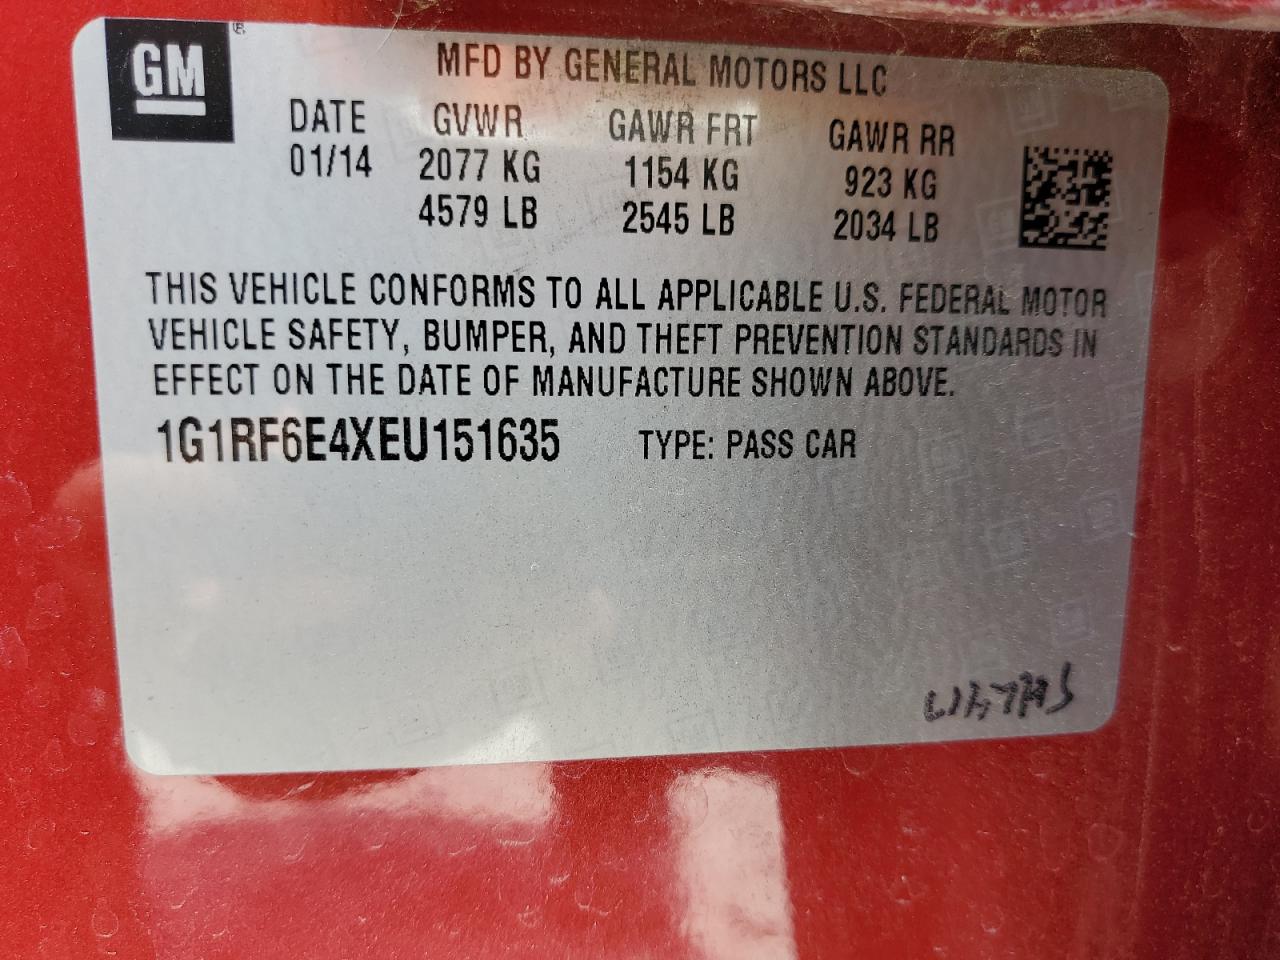 GM
®
MFD BY GENERAL MOTORS LLC
DATE GVWR GAWR FRT GAWR RR
01/14 2077 KG 1154 KG 923 KG
4579 LB 2545 LB 2034 LB
THIS VEHICLE CONFORMS TO ALL APPLICABLE U.S. FEDERAL MOTOR
VEHICLE SAFETY, BUMPER, AND THEFT PREVENTION STANDARDS IN
EFFECT ON THE DATE OF MANUFACTURE SHOWN ABOVE.
1G1RF6E4XEU151635 TYPE: PASS CAR